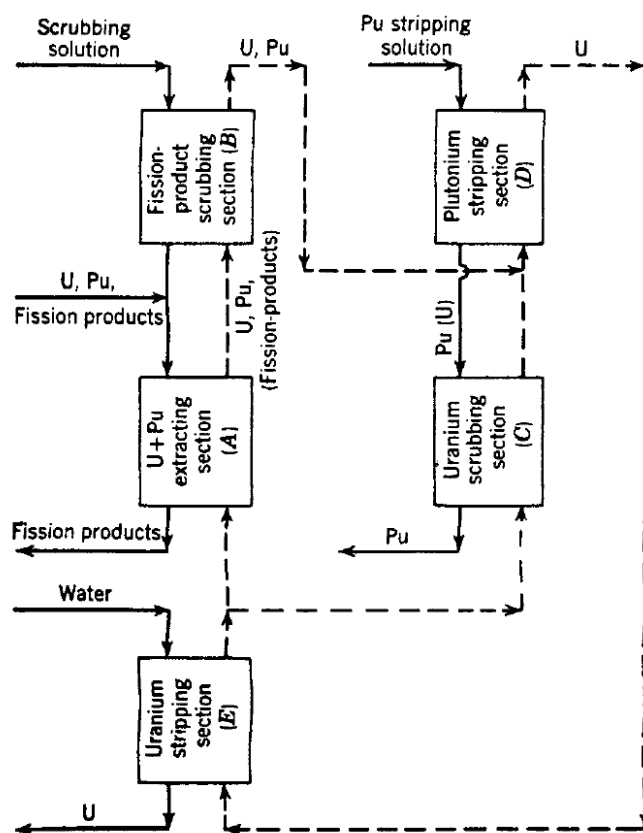 Scrubbing
solution
U, Pu
Pu stripping
solution
U
Fission-
product
scrubbing
section (B)
Plutonium
stripping
section
(D)
U, Pu,
Fission products
U, Pu,
(Fission-products)
Pu (U)
U+Pu
extracting
section
(A)
Uranium
scrubbing
section
(C)
Fission products
Pu
Water
Uranium
stripping
section
(E)
U